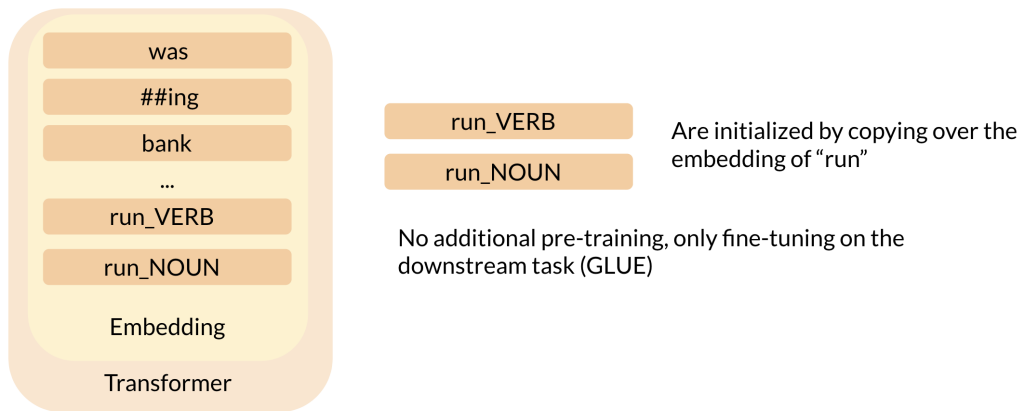 was
##ing
bank
...
run_VERB
run_NOUN
Embedding
Transformer
run_VERB
run_NOUN
Are initialized by copying over the
embedding of “run”
No additional pre-training, only fine-tuning on the
downstream task (GLUE)